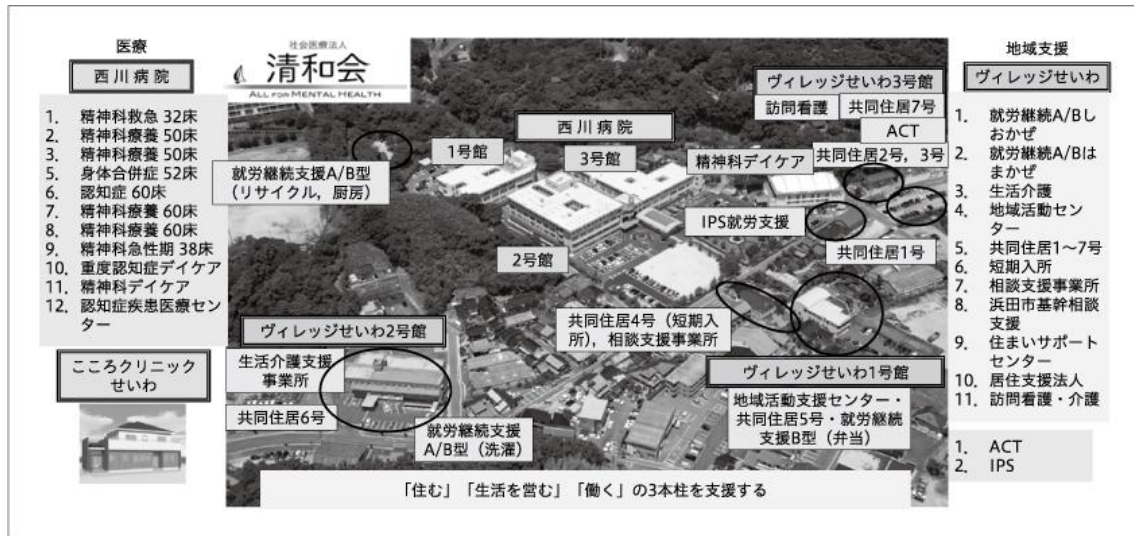 医療
西川病院
1. 精神科救急 32床
2. 精神科療養 50床
3. 精神科療養 50床
5. 身体合併症 52床
6. 認知症 60床
7. 精神科療養 60床
8. 精神科療養 60床
9. 精神科急性期 38床
10. 重度認知症デイケア
11. 精神科デイケア
12. 認知症疾患医療セン
ター
こころクリニック
せいわ
社会医療法人
清和会
ALL FOR MENTAL HEALTH
就労継続支援A/B型
(リサイクル,厨房)
1号館
西川病院
3号館
2号館
ヴィレッジせいわ3号館
訪問看護
共同住居7号
ACT
精神科デイケア
共同住居2号,3号
IPS就労支援
共同住居1号
共同住居4号(短期入
所),相談支援事業所
ヴィレッジせいわ2号館
生活介護支援
事業所
共同住居6号
就労継続支援
A/B型(洗濯)
ヴィレッジせいわ1号館
地域活動支援センター・
共同住居5号・就労継続
支援B型(弁当)
「住む」「生活を営む」「働く」の3本柱を支援する
地域支援
ヴィレッジせいわ
1. 就労継続A/Bし
おかぜ
2. 就労継続A/Bは
まかぜ
3. 生活介護
4. 地域活動セン
ター
5. 共同住居1〜7号
6. 短期入所
7. 相談支援事業所
8. 浜田市基幹相談
支援
9. 住まいサポート
センター
10. 居住支援法人
11. 訪問看護・介護
1. ACT
2. IPS